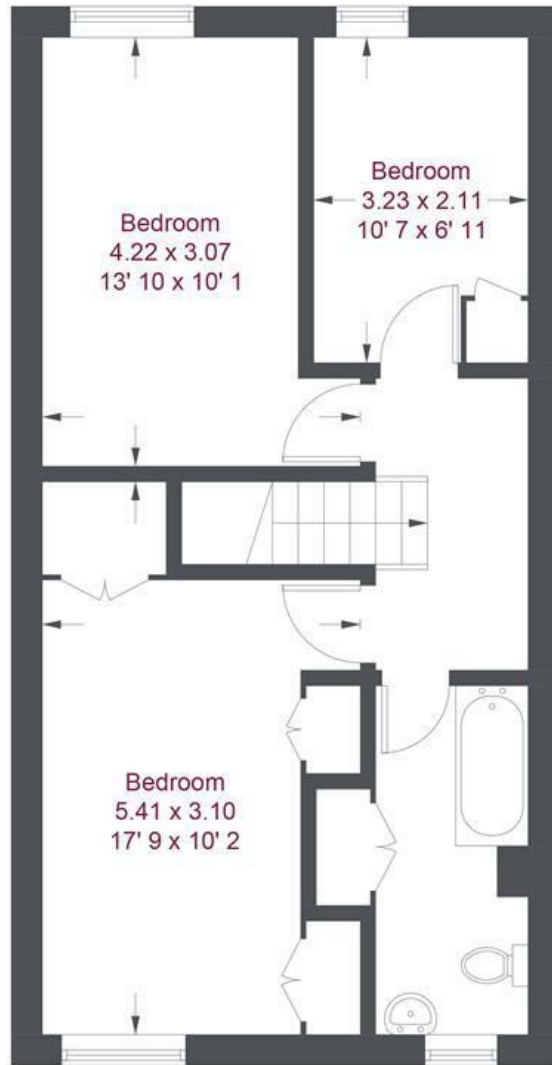 Bedroom
4.22 x 3.07
13' 10 x 10' 1
Bedroom
3.23 x 2.11
10' 7 x 6' 11
Bedroom
5.41 x 3.10
17' 9 x 10' 2